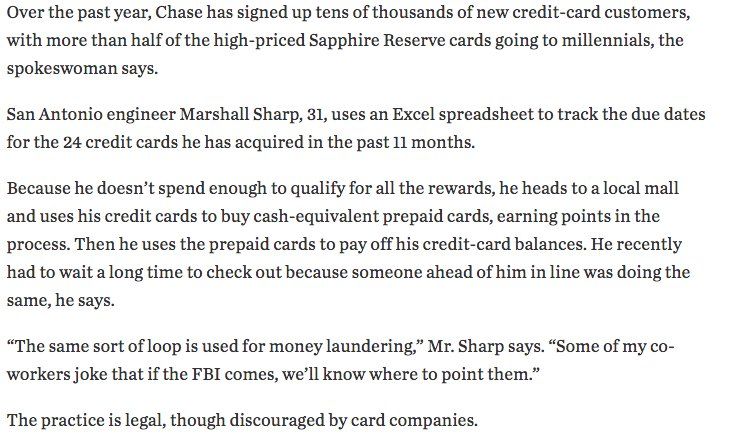 Over the past year, Chase has signed up tens of thousands of new credit-card customers,
with more than half of the high-priced Sapphire Reserve cards going to millennials, the
spokeswoman says.
San Antonio engineer Marshall Sharp, 31, uses an Excel spreadsheet to track the due dates
for the 24 credit cards he has acquired in the past 11 months.
Because he doesn’t spend enough to qualify for all the rewards, he heads to a local mall
and uses his credit cards to buy cash-equivalent prepaid cards, earning points in the
process. Then he uses the prepaid cards to pay off his credit-card balances. He recently
had to wait a long time to check out because someone ahead of him in line was doing the
same, he says.
“The same sort of loop is used for money laundering,” Mr. Sharp says. “Some of my co-
workers joke that if the FBI comes, we’ll know where to point them.”
The practice is legal, though discouraged by card companies.